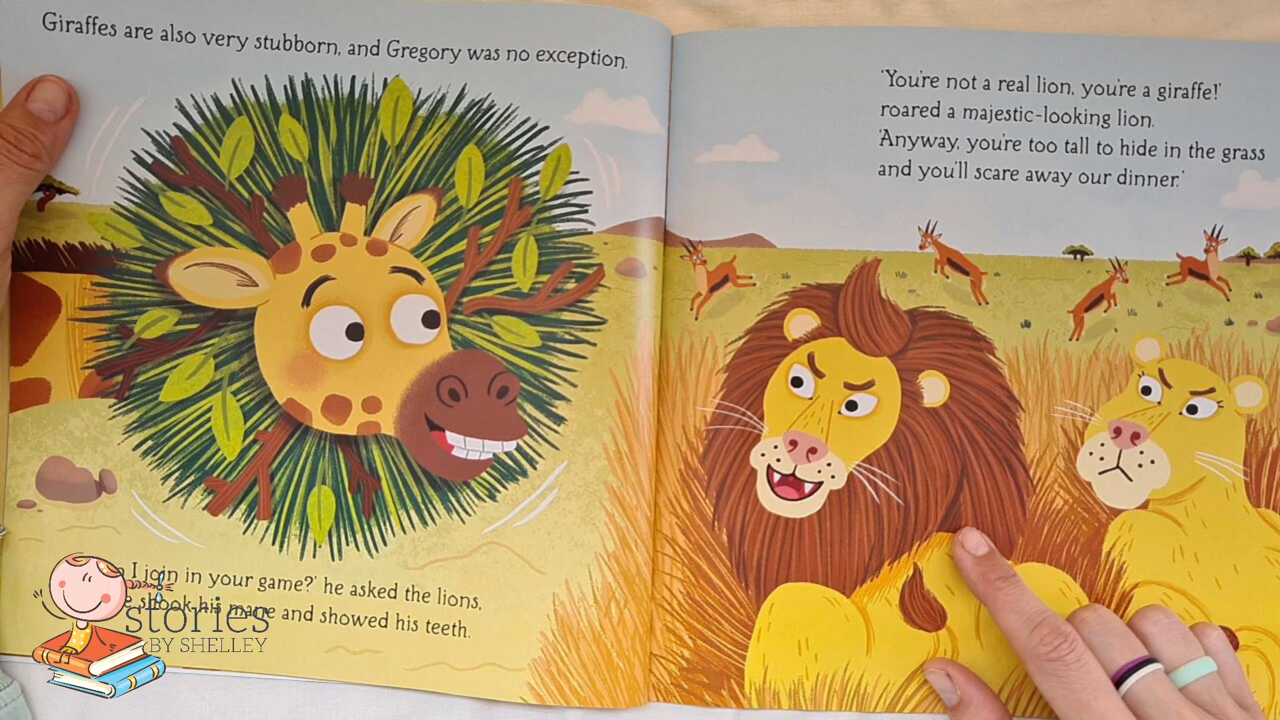 Giraffes are also very stubborn, and Gregory was no exception.
I join in your game?' he asked the lions,
shook his mane and showed his teeth.
'You're not a real lion, you're a giraffe!'
roared a majestic-looking lion.
'Anyway, you're too tall to hide in the grass
and you'll scare away our dinner.'
stories
BY SHELLEY